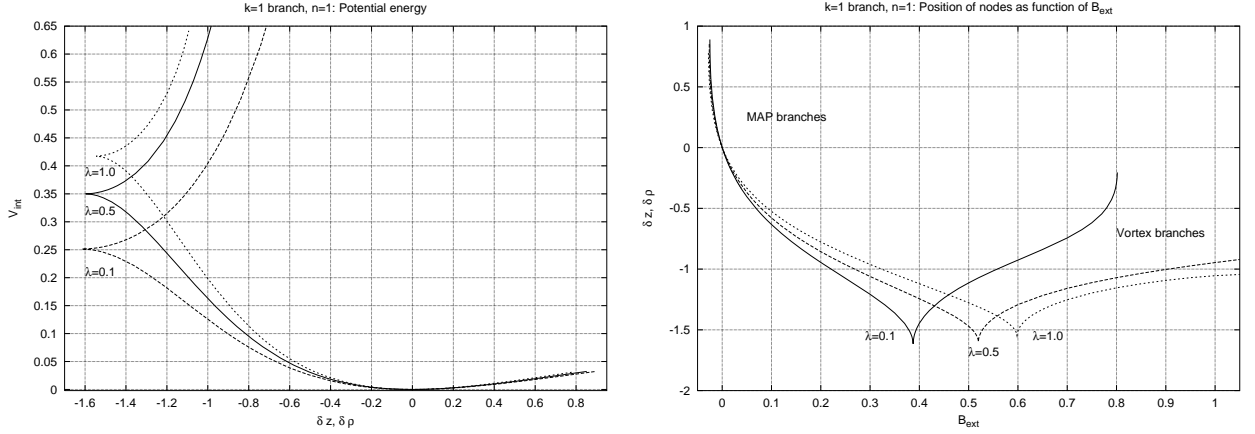 k=1 branch, n=1: Potential energy
0.65
0.6
0.55
0.5
0.45
0.4
0.35
0.3
0.25
0.2
0.15
0.1
0.05
0
V_int
λ=1.0
λ=0.5
λ=0.1
-1.6 -1.4 -1.2 -1 -0.8 -0.6 -0.4 -0.2 0 0.2 0.4 0.6 0.8
δ z, δ ρ
k=1 branch, n=1: Position of nodes as function of B_ext
1
0.5
0
-0.5
-1
-1.5
-2
δ z, δ ρ
MAP branches
Vortex branches
λ=0.1
λ=0.5
λ=1.0
0 0.1 0.2 0.3 0.4 0.5 0.6 0.7 0.8 0.9 1
B_ext